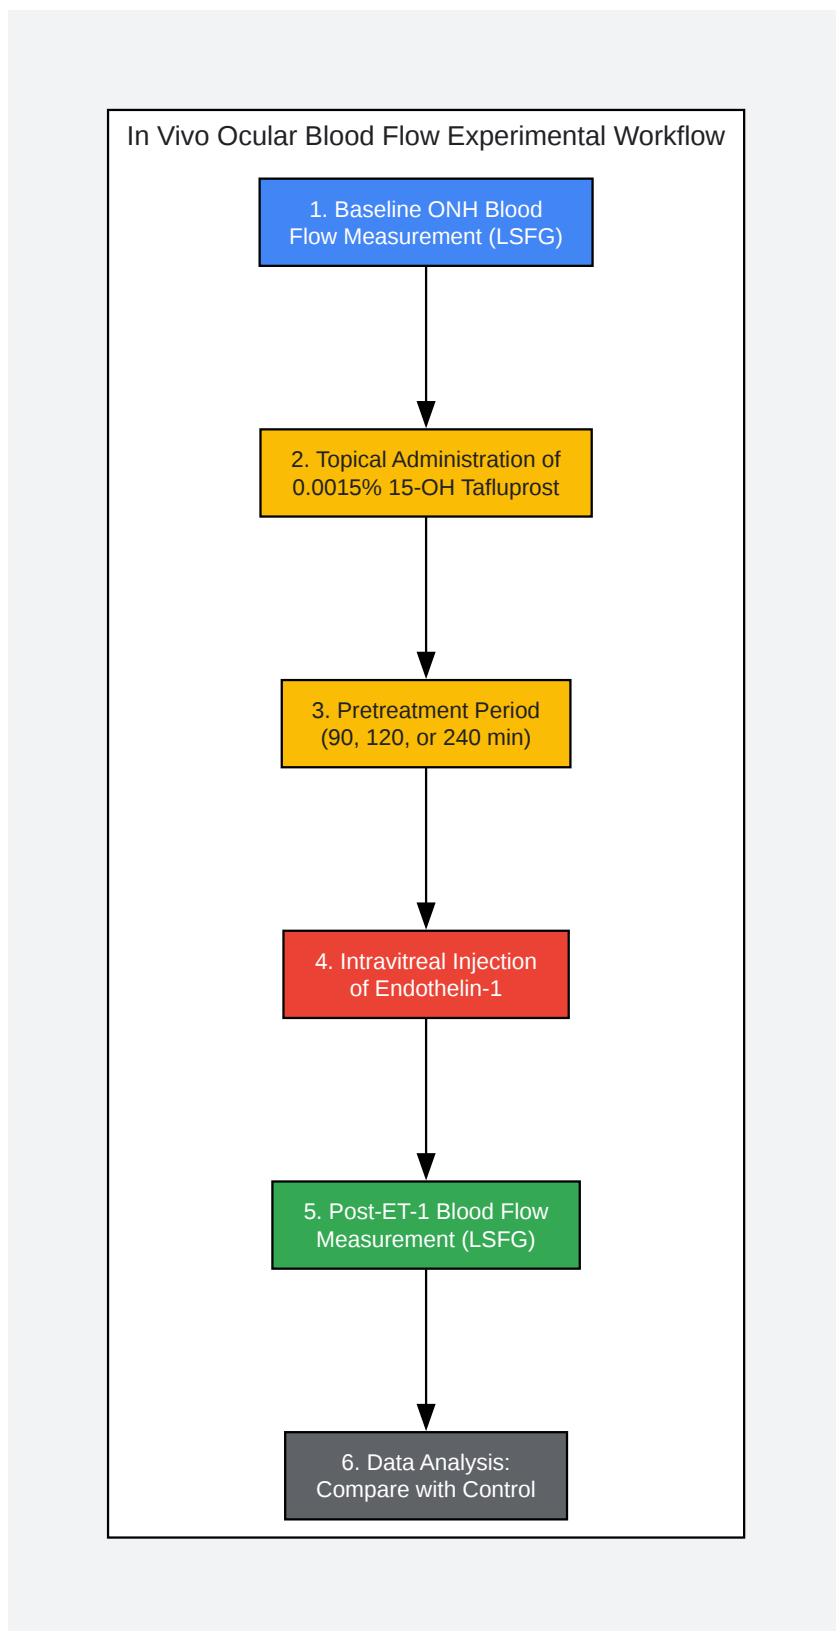 In Vivo Ocular Blood Flow Experimental Workflow
1. Baseline ONH Blood
Flow Measurement (LSFG)
2. Topical Administration of
0.0015% 15-OH Tafluprost
3. Pretreatment Period
(90, 120, or 240 min)
4. Intravitreal Injection
of Endothelin-1
5. Post-ET-1 Blood Flow
Measurement (LSFG)
6. Data Analysis:
Compare with Control